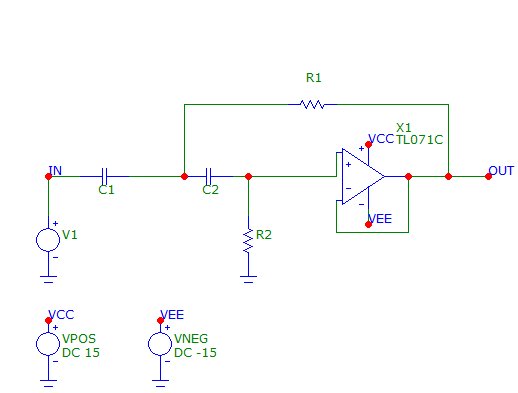 R1
X1
VCC TL071C
IN
OUT
C1
C2
VEE
V1
R2
VCC
VEE
VPOS
DC 15
VNEG
DC -15